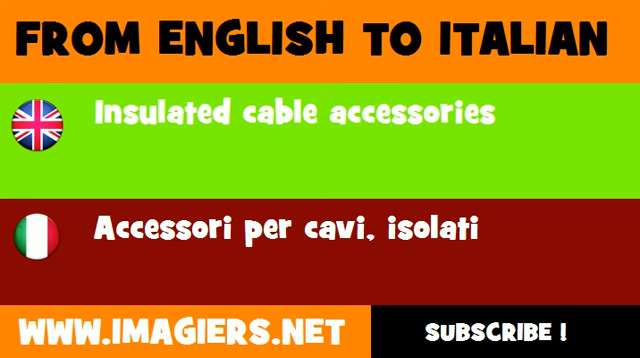 FROM ENGLISH TO ITALIAN
Insulated cable accessories
Accessori per cavi, isolati
WWW.IMAGIERS.NET
SUBSCRIBE !